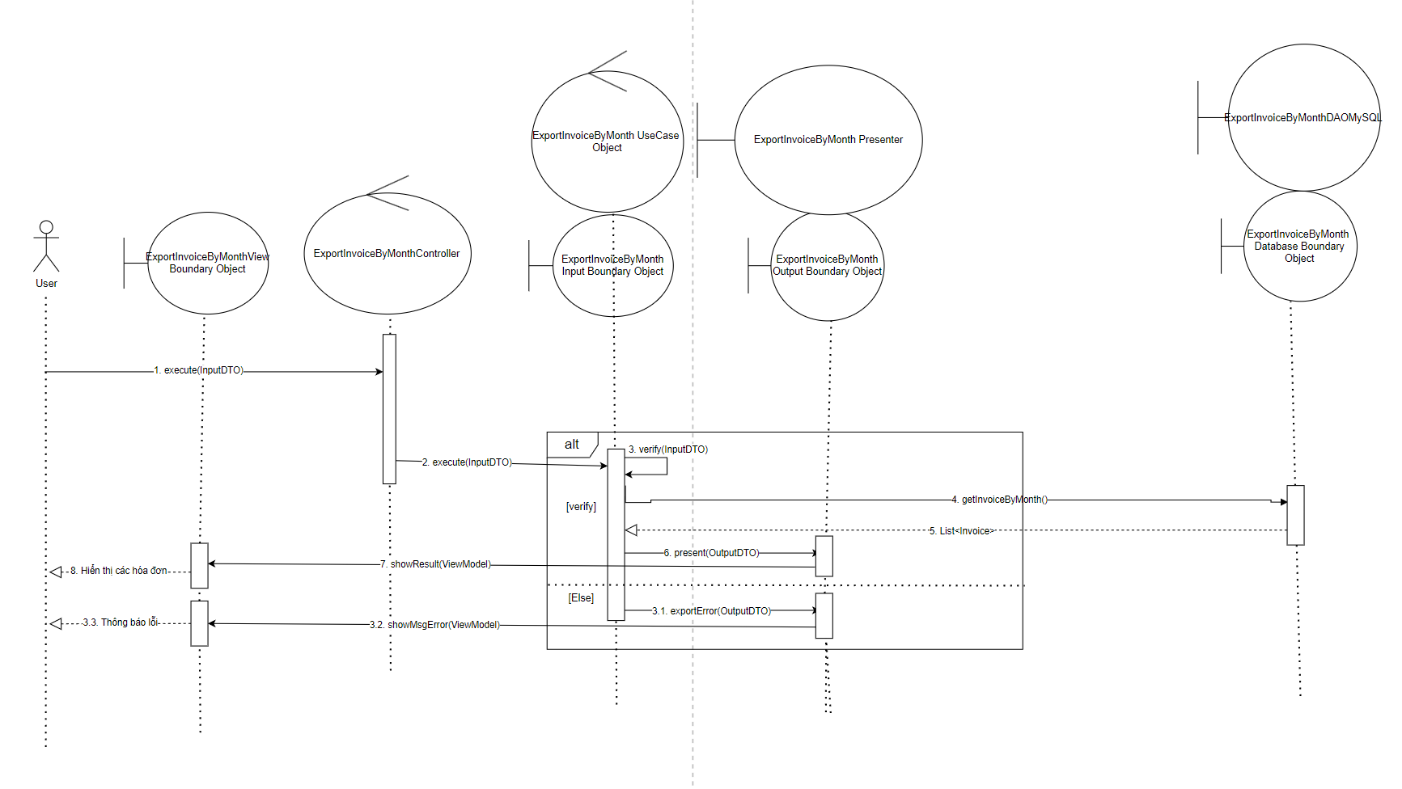 ExportInvoiceByMonth UseCase
Object
ExportInvoiceByMonth Presenter
ExportInvoiceByMonthDAOMySQL
User
ExportInvoiceByMonthView
Boundary Object
ExportInvoiceByMonthController
ExportInvoiceByMonth
Input Boundary Object
ExportInvoiceByMonth
Output Boundary Object
ExportInvoiceByMonth
Database Boundary
Object
1. execute(InputDTO)
alt
2. execute(InputDTO)
3. verify(InputDTO)
[verify]
4. getInvoiceByMonth()
5. List<Invoice>
6. present(OutputDTO)
7. showResult(ViewModel)
8. Hiển thị các hóa đơn
[Else]
3.1. exportError(OutputDTO)
3.2. showMsgError(ViewModel)
3.3. Thông báo lỗi